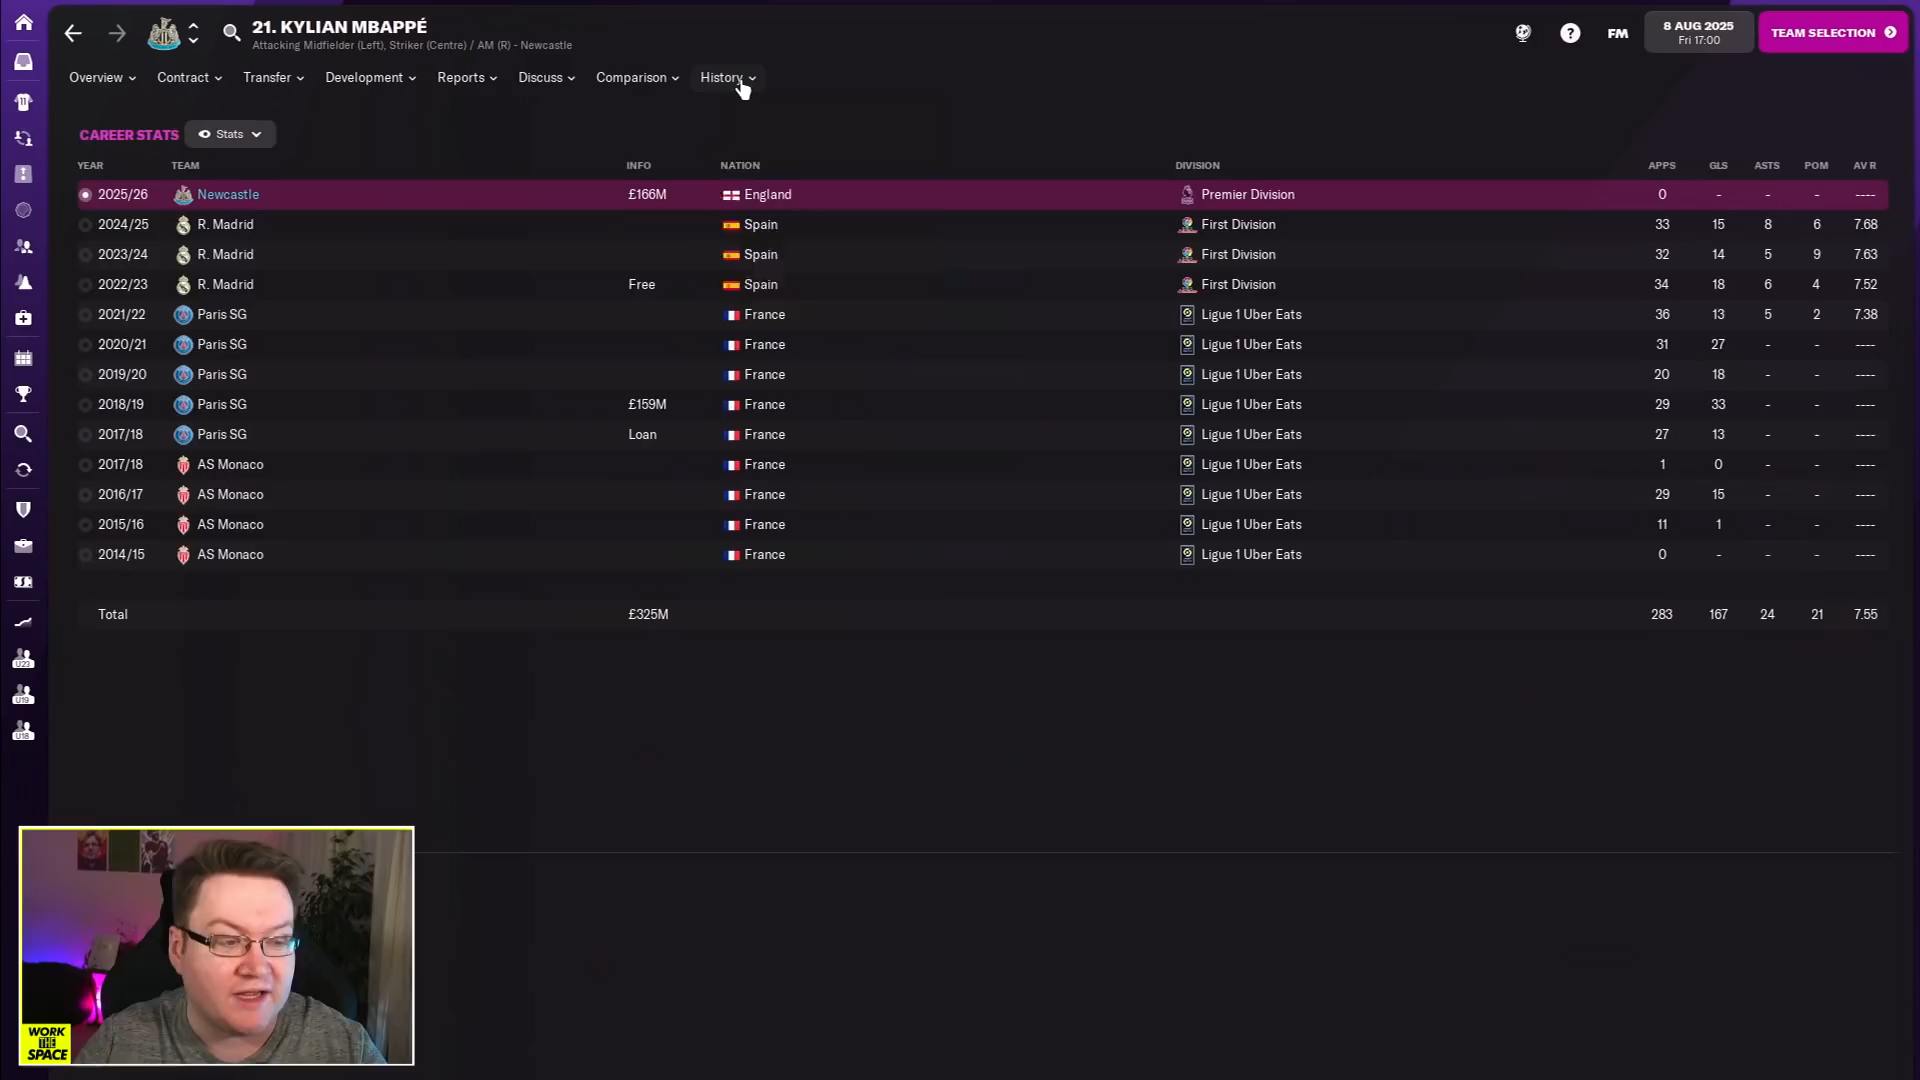 21. KYLIAN MBAPPÉ
Attacking Midfielder (Left), Striker (Centre) / AM (R) - Newcastle
FM
8 AUG 2025
Fri 17:00
TEAM SELECTION
Overview Contract Transfer Development Reports Discuss Comparison History
CAREER STATS Stats
YEAR TEAM INFO NATION DIVISION APPS GLS ASTS POM AV R
2025/26 Newcastle £166M England Premier Division 0 - - - ----
2024/25 R. Madrid Spain First Division 33 15 8 6 7.68
2023/24 R. Madrid Spain First Division 32 14 5 9 7.63
2022/23 R. Madrid Free Spain First Division 34 18 6 4 7.52
2021/22 Paris SG France Ligue 1 Uber Eats 36 13 5 2 7.38
2020/21 Paris SG France Ligue 1 Uber Eats 31 27 - - ----
2019/20 Paris SG France Ligue 1 Uber Eats 20 18 - - ----
2018/19 Paris SG £159M France Ligue 1 Uber Eats 29 33 - - ----
2017/18 Paris SG Loan France Ligue 1 Uber Eats 27 13 - - ----
2017/18 AS Monaco France Ligue 1 Uber Eats 1 0 - - ----
2016/17 AS Monaco France Ligue 1 Uber Eats 29 15 - - ----
2015/16 AS Monaco France Ligue 1 Uber Eats 11 1 - - ----
2014/15 AS Monaco France Ligue 1 Uber Eats 0 - - - ----
Total £325M 283 167 24 21 7.55
U23
U19
U18
WORK
THE
SPACE